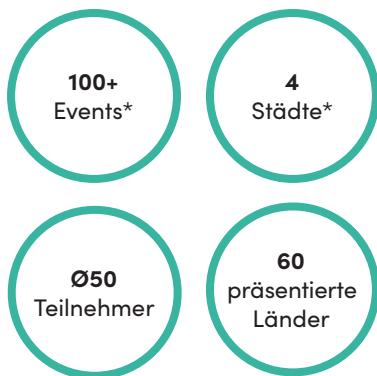 100+
Events*
4
Städte*
Ø50
Teilnehmer
60
präsentierte
Länder